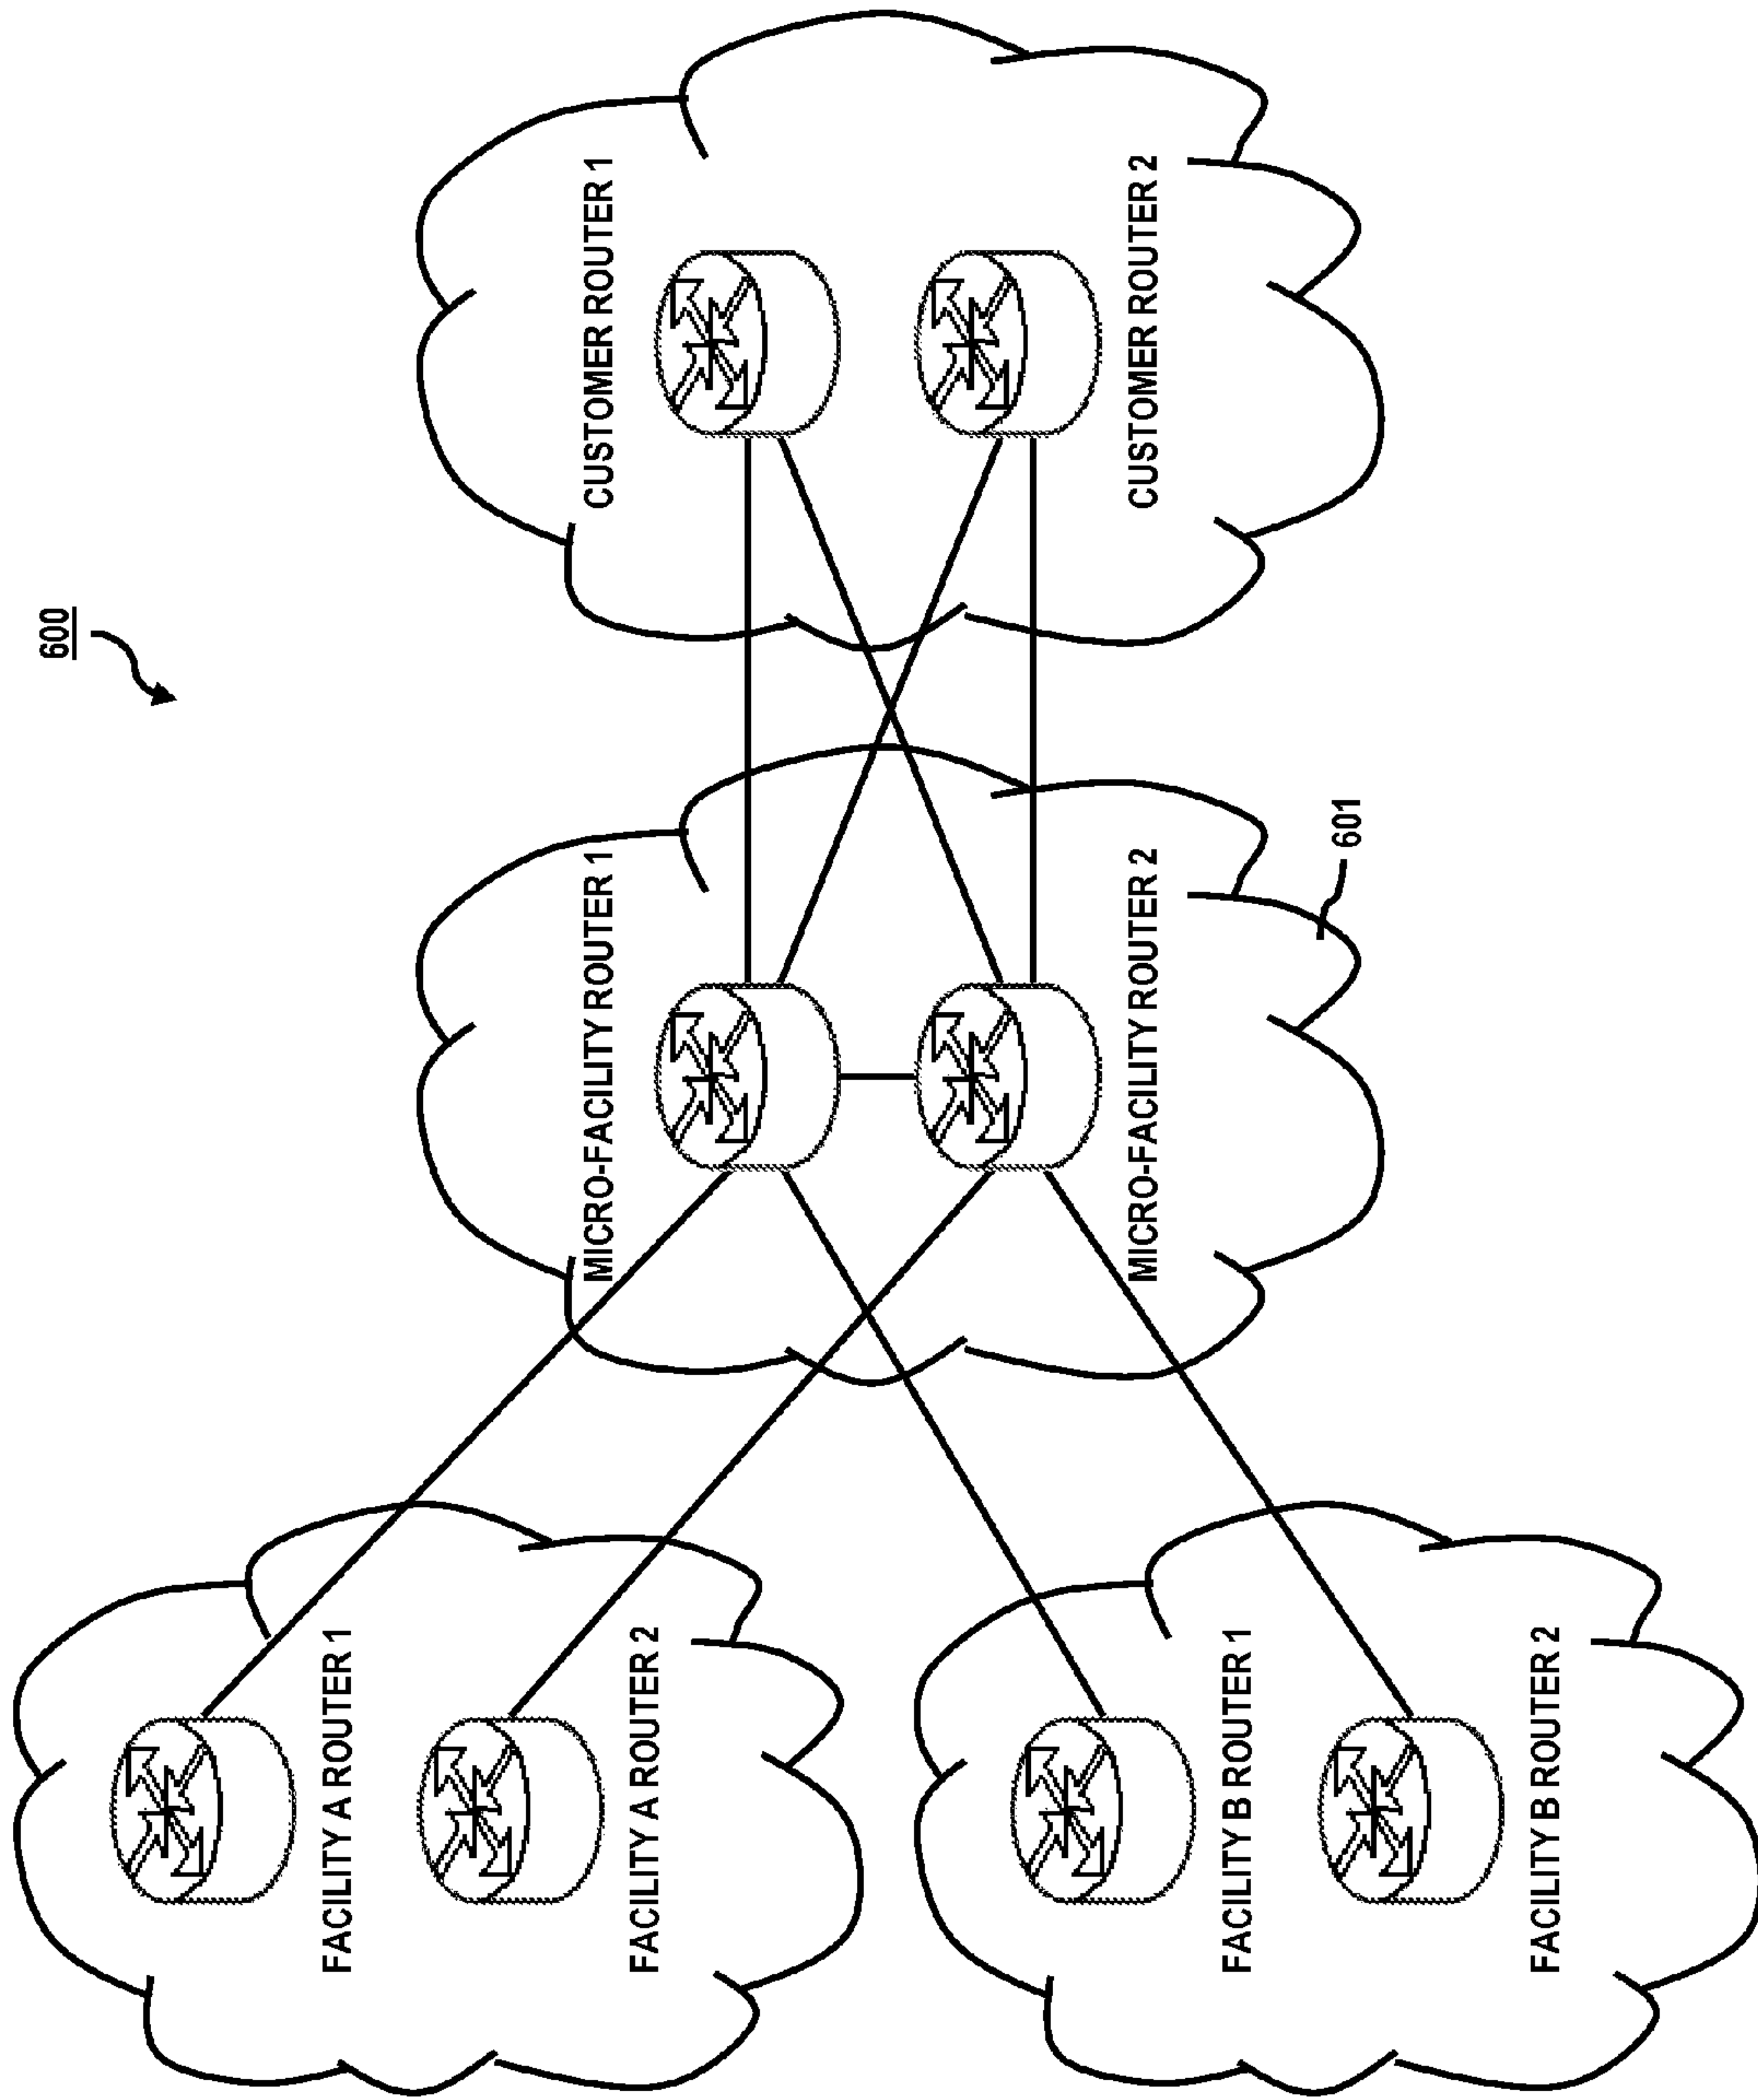 600
FACILITY A ROUTER 1
FACILITY A ROUTER 2
FACILITY B ROUTER 1
FACILITY B ROUTER 2
MICRO-FACILITY ROUTER 1
MICRO-FACILITY ROUTER 2
601
CUSTOMER ROUTER 1
CUSTOMER ROUTER 2